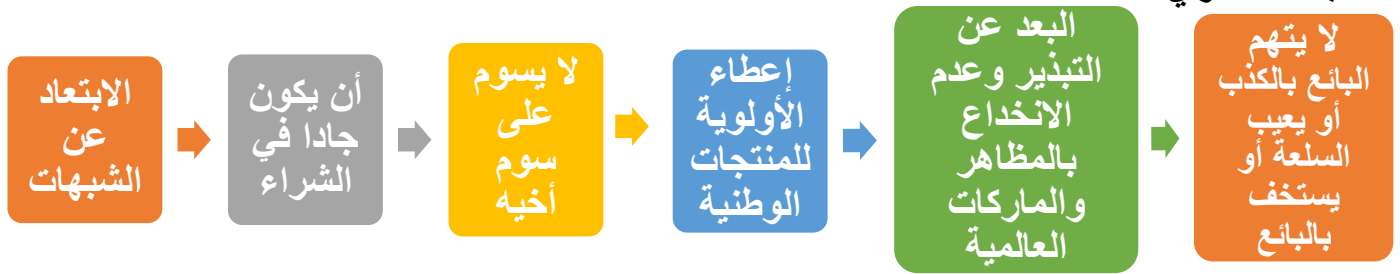 الابتعاد
عن
الشبهات
أن يكون
جادا في
الشراء
لا يسوم
على
سوم
أخيه
إعطاء
الأولوية
للمنتجات
الوطنية
البعد عن
التبذير وعدم
الانخداع
بالمظاهر
والماركات
العالمية
لا يتهم
البائع بالكذب
أو يعيب
السلعة أو
يستخف
بالبائع